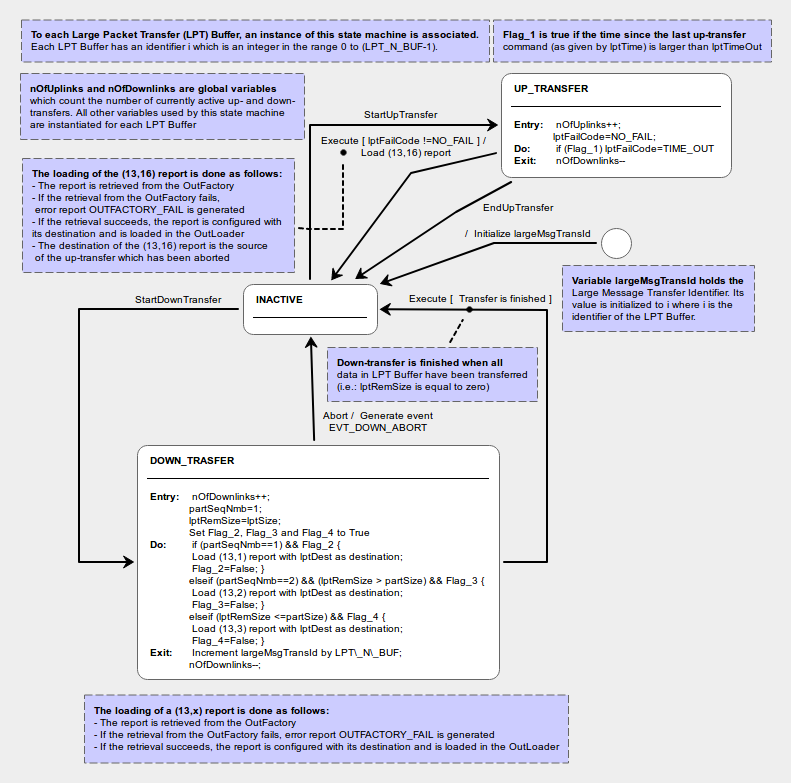 To each Large Packet Transfer (LPT) Buffer, an instance of this state machine is associated.
Each LPT Buffer has an identifier i which is an integer in the range 0 to (LPT_N_BUF-1).
Flag_1 is true if the time since the last up-transfer
command (as given by lptTime) is larger than lptTimeOut
nOfUplinks and nOfDownlinks are global variables
which count the number of currently active up- and down-
transfers. All other variables used by this state machine
are instantiated for each LPT Buffer
UP_TRANSFER
Entry: nOfUplinks++;
lptFailCode=NO_FAIL;
Do: if (Flag_1) lptFailCode=TIME_OUT
Exit: nOfDownlinks--
StartUpTransfer
Execute [ lptFailCode !=NO_FAIL ] /
Load (13,16) report
The loading of the (13,16) report is done as follows:
- The report is retrieved from the OutFactory
- If the retrieval from the OutFactory fails,
error report OUTFACTORY_FAIL is generated
- If the retrieval succeeds, the report is configured with
its destination and is loaded in the OutLoader
- The destination of the (13,16) report is the source
of the up-transfer which has been aborted
EndUpTransfer
/ Initialize largeMsgTransId
Variable largeMsgTransId holds the
Large Message Transfer Identifier. Its
value is initialized to i where i is the
identifier of the LPT Buffer.
INACTIVE
StartDownTransfer
Execute [ Transfer is finished ]
Down-transfer is finished when all
data in LPT Buffer have been transferred
(i.e.: lptRemSize is equal to zero)
Abort / Generate event
EVT_DOWN_ABORT
DOWN_TRASFER
Entry: nOfDownlinks++;
partSeqNmb=1;
lptRemSize=lptSize;
Set Flag_2, Flag_3 and Flag_4 to True
Do: if (partSeqNmb==1) && Flag_2 {
Load (13,1) report with lptDest as destination;
Flag_2=False; }
elseif (partSeqNmb==2) && (lptRemSize > partSize) && Flag_3 {
Load (13,2) report with lptDest as destination;
Flag_3=False; }
elseif (lptRemSize <=partSize) && Flag_4 {
Load (13,3) report with lptDest as destination;
Flag_4=False; }
Exit: Increment largeMsgTransId by LPT\_N\_BUF;
nOfDownlinks--;
The loading of a (13,x) report is done as follows:
- The report is retrieved from the OutFactory
- If the retrieval from the OutFactory fails, error report OUTFACTORY_FAIL is generated
- If the retrieval succeeds, the report is configured with its destination and is loaded in the OutLoader